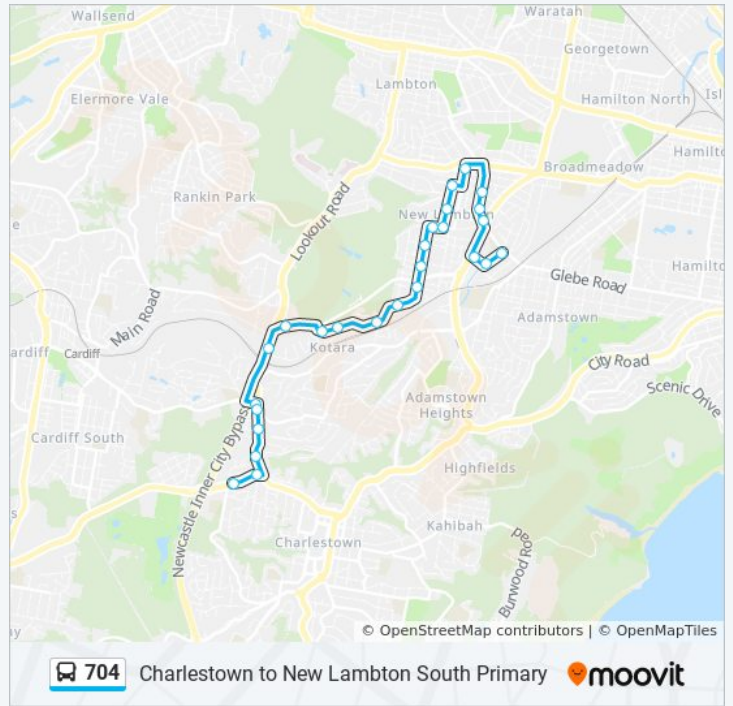 Wallsend
Waratah
Georgetown
Lambton
Elermore Vale
Hamilton North
Isl
Hamilto
Broadmeadow
Rankin Park
New Lambton
Lookout Road
e
Hamilto
Glebe Road
Main Road
Adamstown
ardiff
Cardiff
Kotara
City Road
Scenic Drive
Adamstown
Heights
Cardiff South
Newcastle Inner City Bypass
Highfields
s
Kahibah
Charlestown
Burwood Road
ay
© OpenStreetMap contributors | © OpenMapTiles
704 Charlestown to New Lambton South Primary moovit